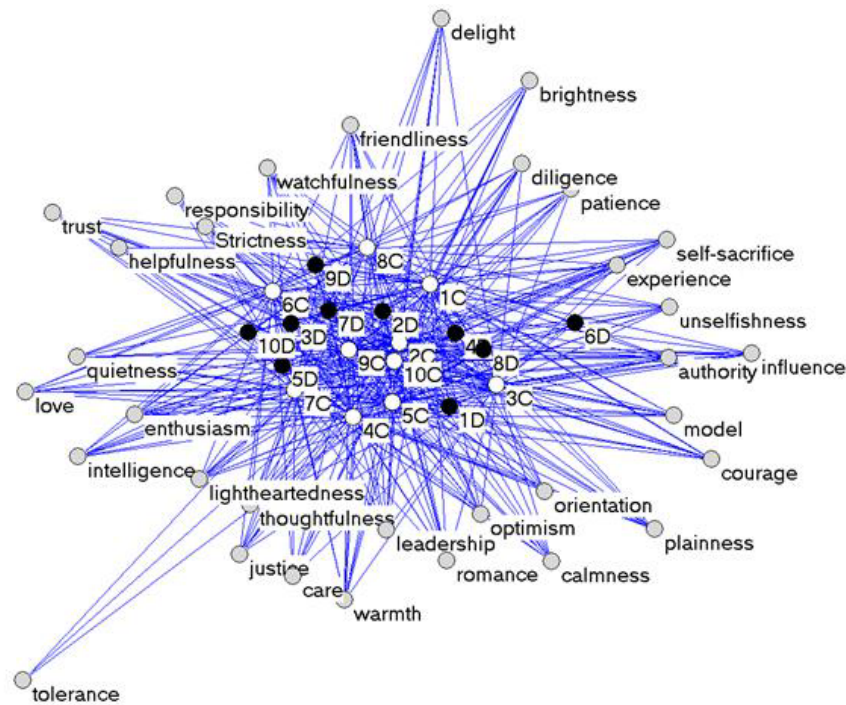 delight
brightness
friendliness
diligence
watchfulness
patience
responsibility
trust
Strictness
self-sacrifice
helpfulness
8C
experience
9D
1C
6C
unselfishness
7D
2D
6D
10D
3D
4D
2C
8D
9C
authority
influence
quietness
10C
5D
3C
love
7C
5C
1D
model
enthusiasm
4C
courage
intelligence
lightheartedness
orientation
thoughtfulness
optimism
leadership
plainness
justice
romance
calmness
care
warmth
tolerance